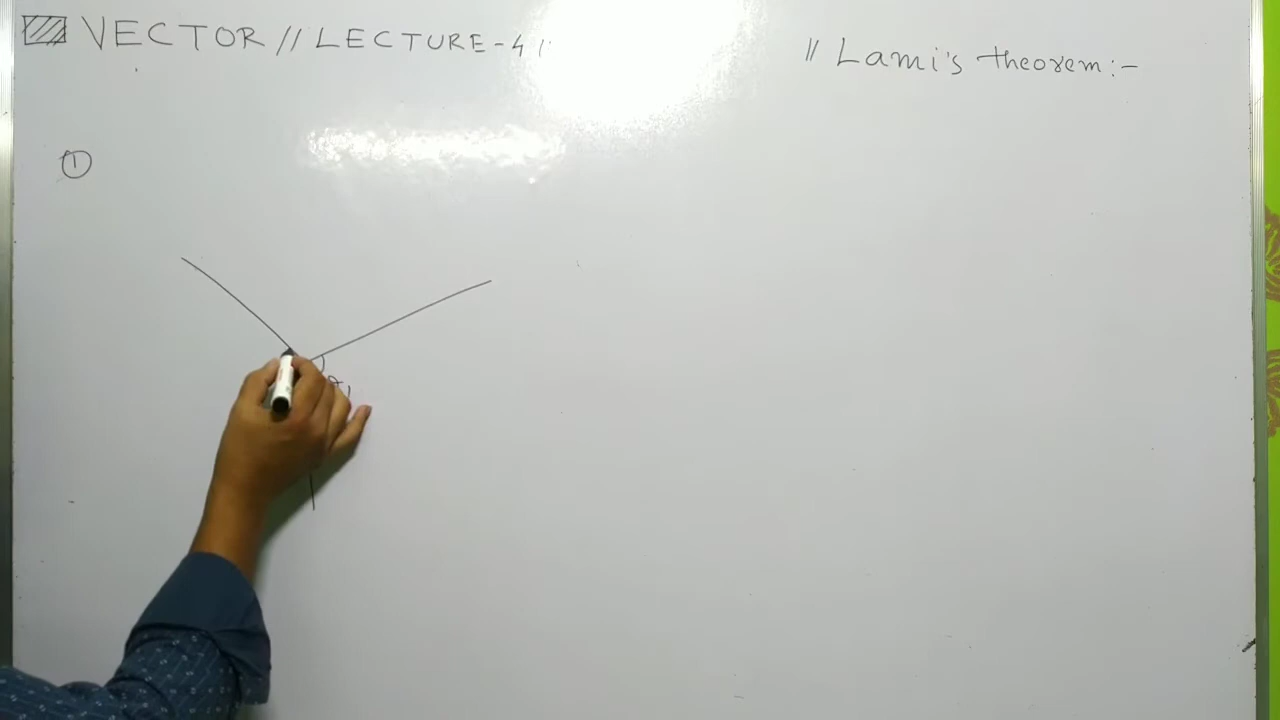 VECTOR // LECTURE-4 //
// Lami's theorem:-
①